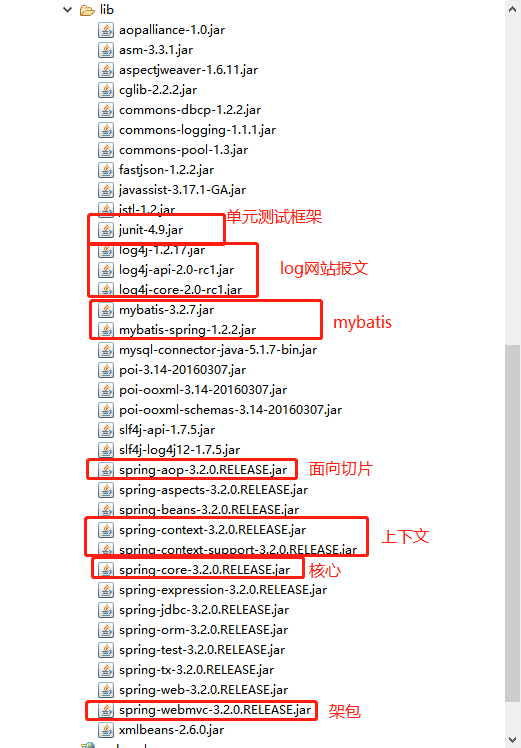 lib
aopalliance-1.0.jar
asm-3.3.1.jar
aspectjweaver-1.6.11.jar
cglib-2.2.2.jar
commons-dbcp-1.2.2.jar
commons-logging-1.1.1.jar
commons-pool-1.3.jar
fastjson-1.2.2.jar
javassist-3.17.1-GA.jar
jstl-1.2.jar
junit-4.9.jar 单元测试框架
log4j-1.2.17.jar
log4j-api-2.0-rc1.jar log网站报文
log4j-core-2.0-rc1.jar
mybatis-3.2.7.jar
mybatis-spring-1.2.2.jar mybatis
mysql-connector-java-5.1.7-bin.jar
poi-3.14-20160307.jar
poi-ooxml-3.14-20160307.jar
poi-ooxml-schemas-3.14-20160307.jar
slf4j-api-1.7.5.jar
slf4j-log4j12-1.7.5.jar
spring-aop-3.2.0.RELEASE.jar 面向切片
spring-aspects-3.2.0.RELEASE.jar
spring-beans-3.2.0.RELEASE.jar
spring-context-3.2.0.RELEASE.jar 上下文
spring-context-support-3.2.0.RELEASE.jar
spring-core-3.2.0.RELEASE.jar 核心
spring-expression-3.2.0.RELEASE.jar
spring-jdbc-3.2.0.RELEASE.jar
spring-orm-3.2.0.RELEASE.jar
spring-test-3.2.0.RELEASE.jar
spring-tx-3.2.0.RELEASE.jar
spring-web-3.2.0.RELEASE.jar
spring-webmvc-3.2.0.RELEASE.jar 架包
xmlbeans-2.6.0.jar